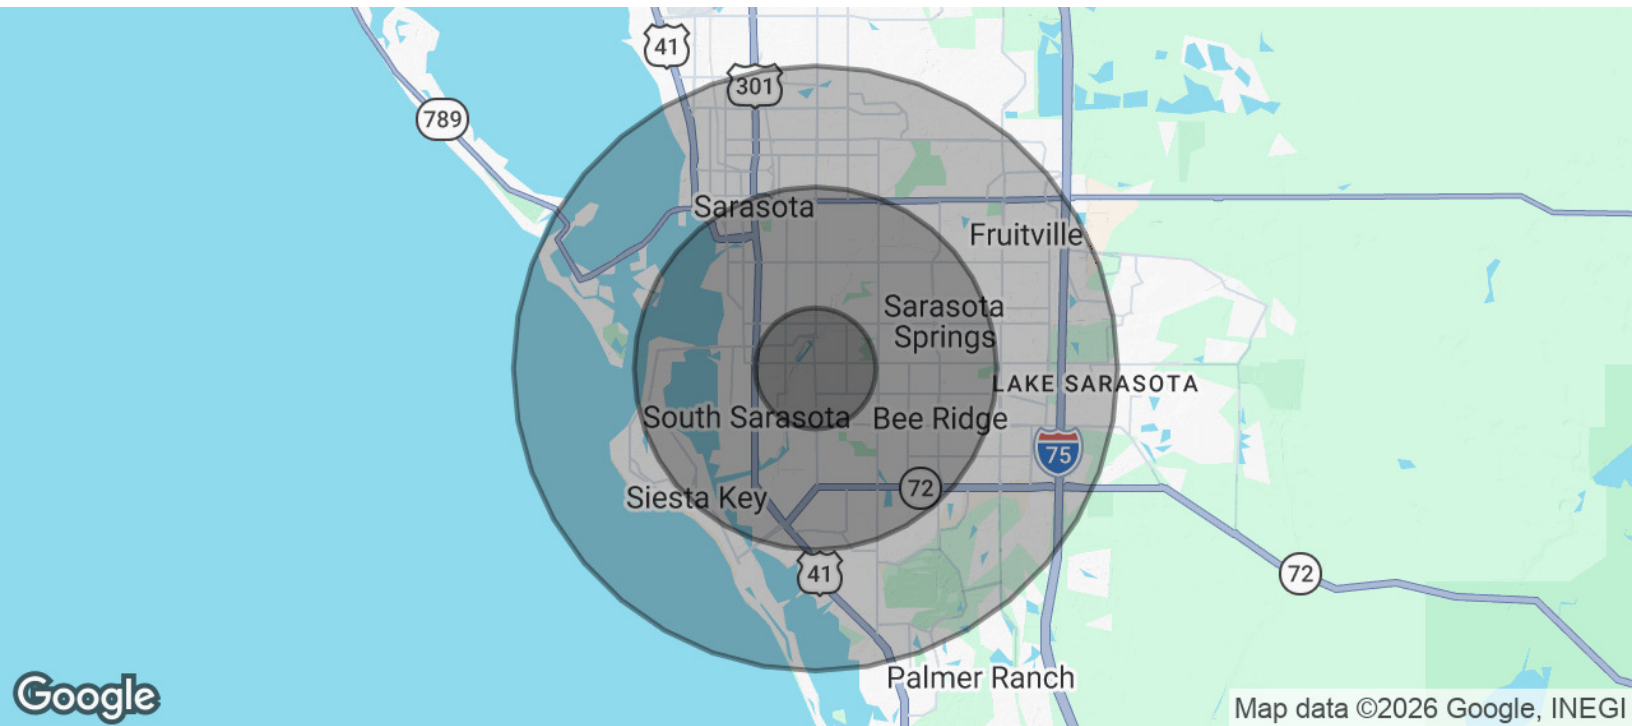 41
301
789
Sarasota
Fruitville
Sarasota
Springs
LAKE SARASOTA
South Sarasota
Bee Ridge
75
Siesta Key
72
41
72
Palmer Ranch
Google
Map data ©2026 Google, INEGI